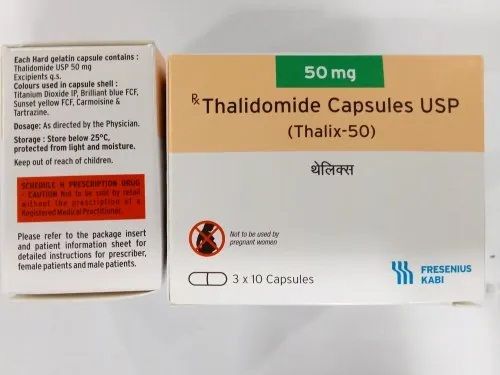 Each Hard gelatin capsule contains :
Thalidomide USP 50 mg
Excipients q.s.
Colours used in capsule shell :
Titanium Dioxide IP, Brilliant blue FCF,
Sunset yellow FCF, Carmoisine &
Tartrazine.
Dosage: As directed by the Physician.
Storage : Store below 25°C,
protected from light and moisture.
Keep out of reach of children.
SCHEDULE H PRESCRIPTION DRUG
- CAUTION Not to be sold by retail
without the prescription of a
Registered Medical Practitioner.
Please refer to the package insert
and patient information sheet for
detailed instructions for prescriber,
female patients and male patients.
50 mg
℞ Thalidomide Capsules USP
(Thalix-50)
थेलिक्स
Not to be used by
pregnant women
3 x 10 Capsules
FRESENIUS
KABI